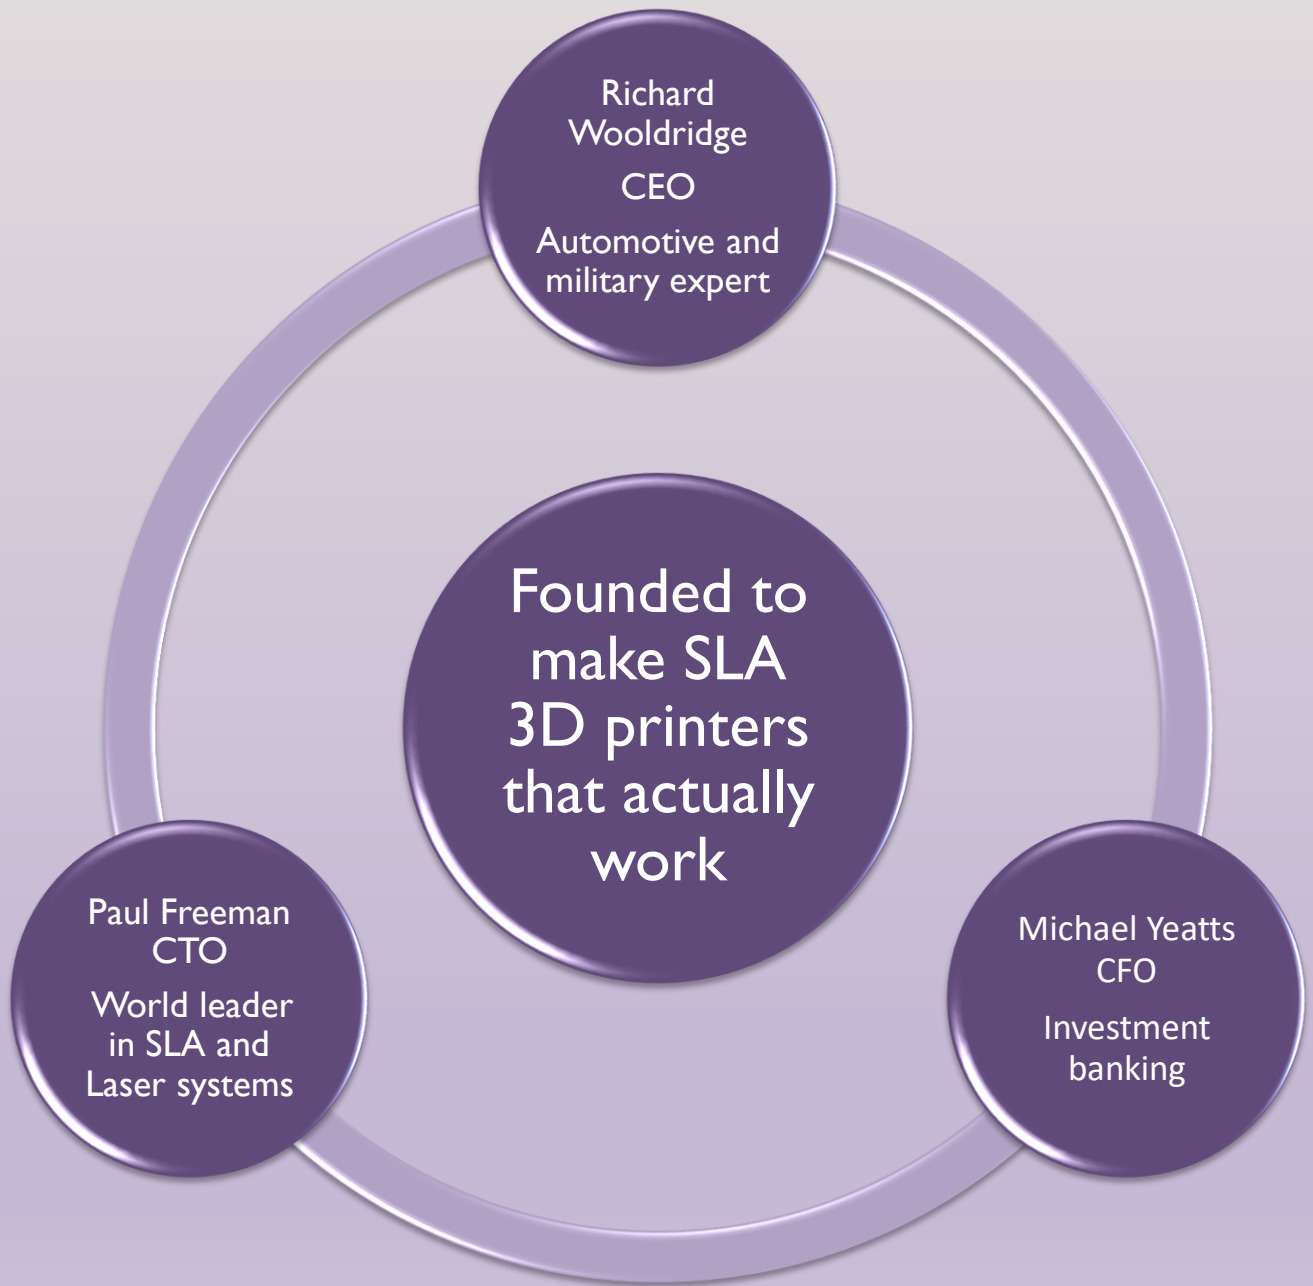 Richard
Wooldridge
CEO
Automotive and
military expert
Founded to
make SLA
3D printers
that actually
work
Paul Freeman
CTO
World leader
in SLA and
Laser systems
Michael Yeatts
CFO
Investment
banking